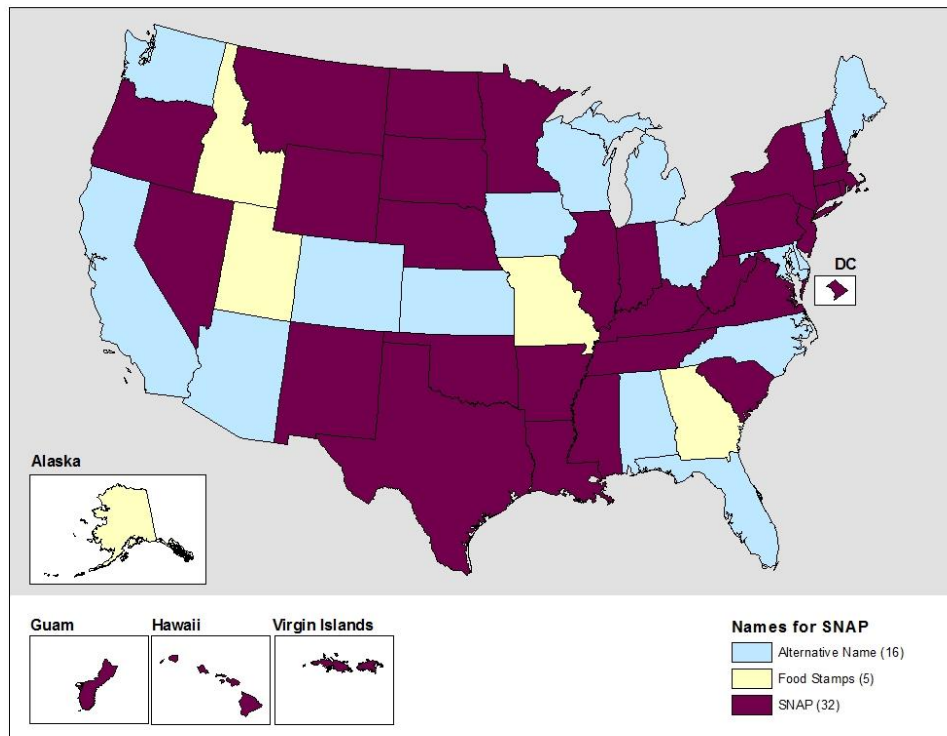 DC
Alaska
Guam
Hawaii
Virgin Islands
Names for SNAP
Alternative Name (16)
Food Stamps (5)
SNAP (32)